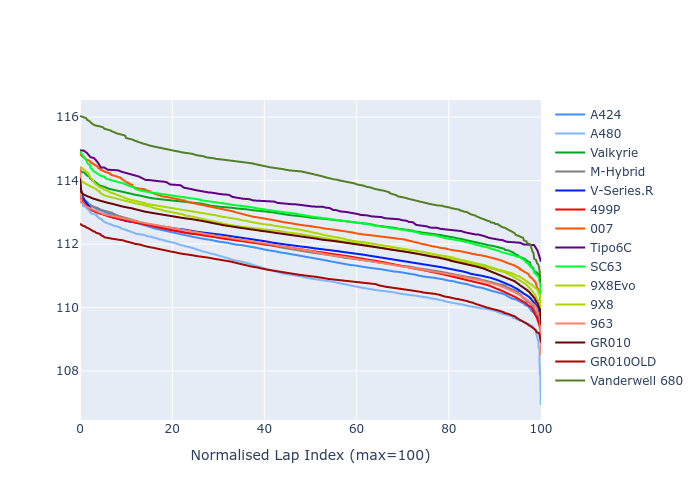 116
114
112
110
108
0
20
40
60
80
100
Normalised Lap Index (max=100)
A424
A480
Valkyrie
M-Hybrid
V-Series.R
499P
007
Tipo6C
SC63
9X8Evo
9X8
963
GR010
GR010OLD
Vanderwell 680